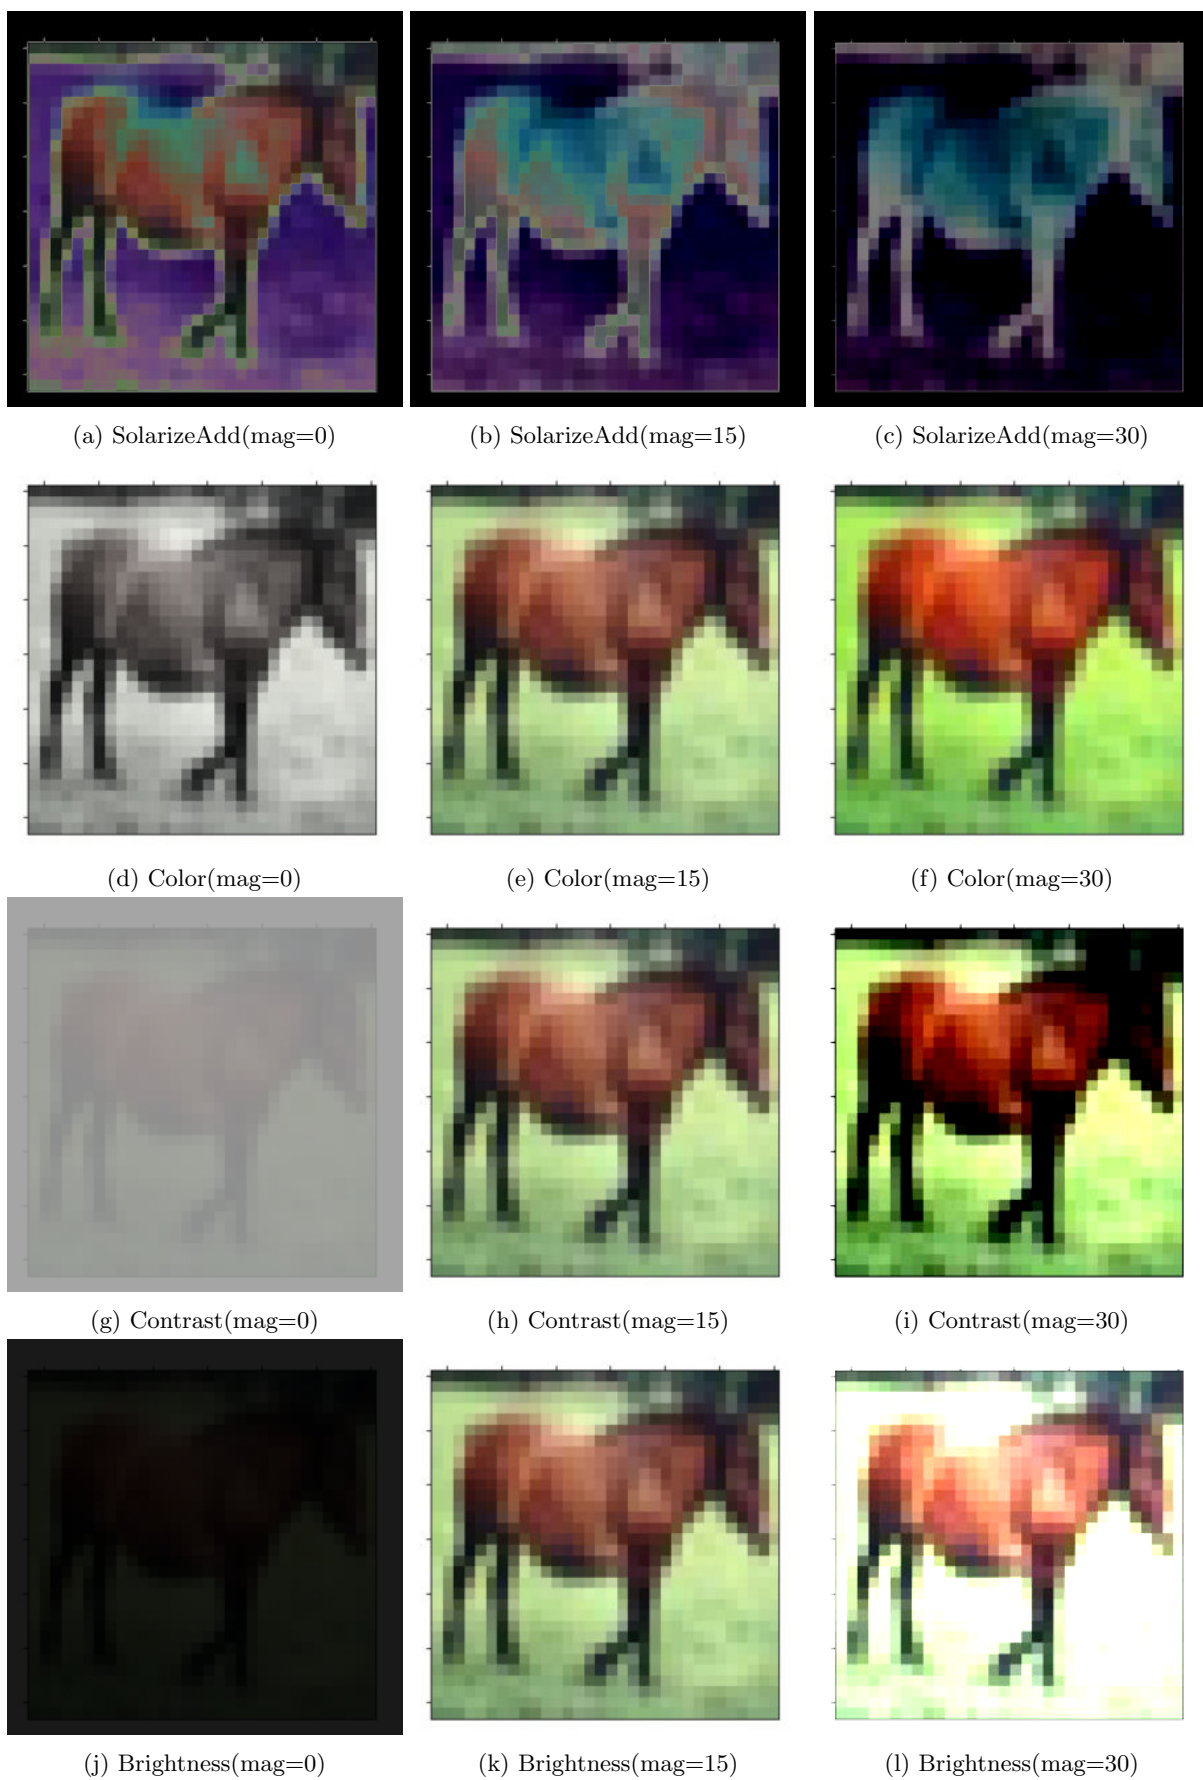 (a) SolarizeAdd(mag=0)
(b) SolarizeAdd(mag=15)
(c) SolarizeAdd(mag=30)
(d) Color(mag=0)
(e) Color(mag=15)
(f) Color(mag=30)
(g) Contrast(mag=0)
(h) Contrast(mag=15)
(i) Contrast(mag=30)
(j) Brightness(mag=0)
(k) Brightness(mag=15)
(l) Brightness(mag=30)